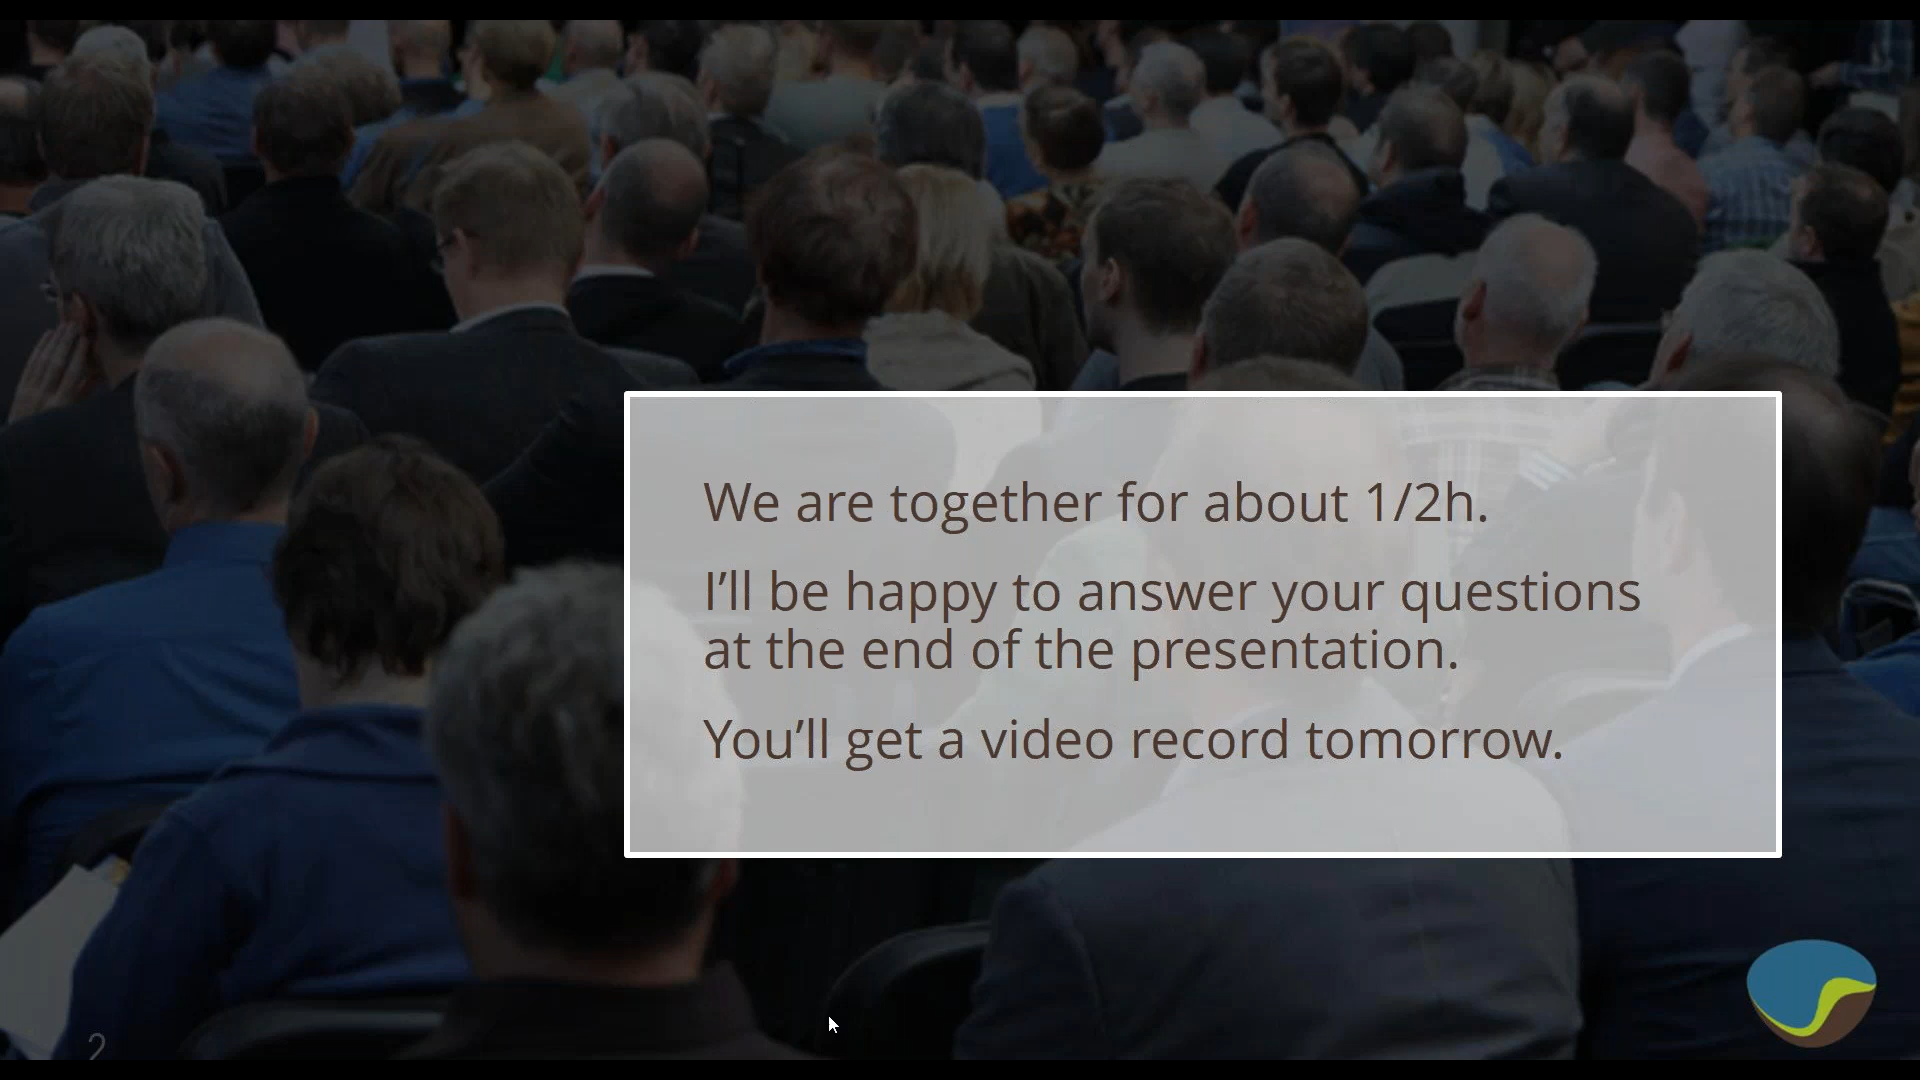 We are together for about 1/2h.
I’ll be happy to answer your questions
at the end of the presentation.
You’ll get a video record tomorrow.
2